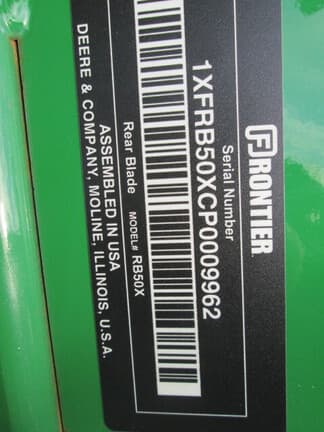 FRONTIER
Serial Number
1XFRB50XCP0009962
Rear Blade MODEL# RB50X
ASSEMBLED IN USA
DEERE & COMPANY, MOLINE, ILLINOIS, U.S.A.